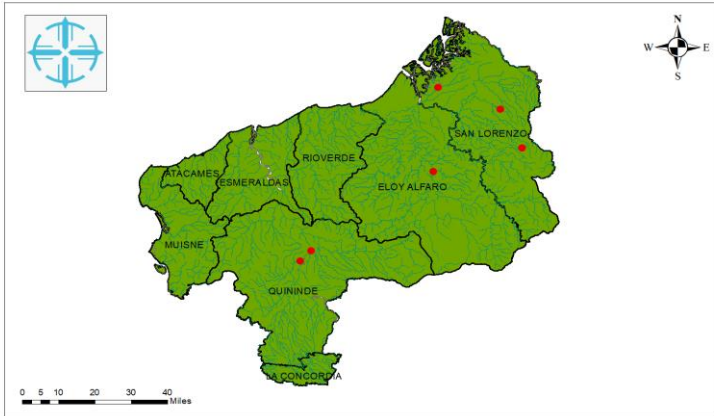 N
W E
S
SAN LORENZO
RIOVERDE
ATACAMES
ESMERALDAS
ELOY ALFARO
MUISNE
QUININDE
LA CONCORDIA
0 5 10 20 30 40
Miles